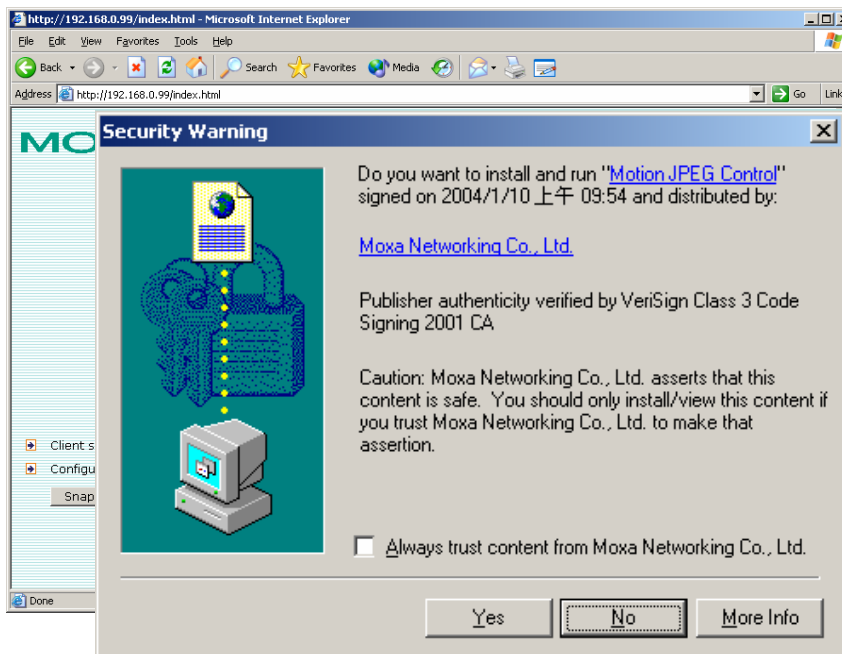 http://192.168.0.99/index.html - Microsoft Internet Explorer
File Edit View Favorites Tools Help
Back Search Favorites Media
Address http://192.168.0.99/index.html Go Link
MO
Security Warning
Do you want to install and run "Motion JPEG Control"
signed on 2004/1/10 上午 09:54 and distributed by:
Moxa Networking Co., Ltd.
Publisher authenticity verified by VeriSign Class 3 Code
Signing 2001 CA
Caution: Moxa Networking Co., Ltd. asserts that this
content is safe. You should only install/view this content if
you trust Moxa Networking Co., Ltd. to make that
assertion.
Client s
Configu
Snap
Always trust content from Moxa Networking Co., Ltd.
Yes No More Info
Done